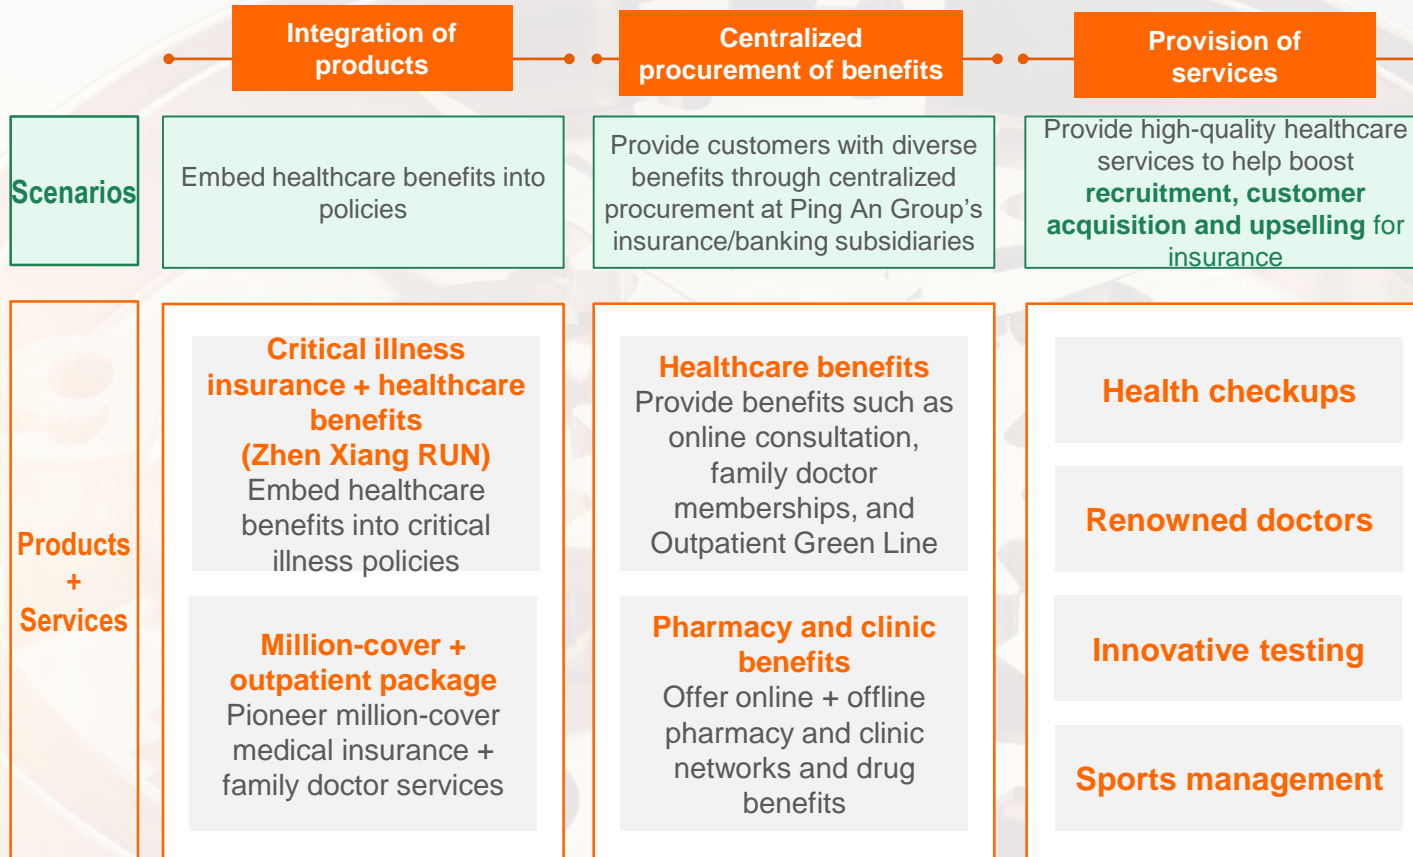 Integration of
products
Centralized
procurement of benefits
Provision of
services
Scenarios
Embed healthcare benefits into
policies
Provide customers with diverse
benefits through centralized
procurement at Ping An Group's
insurance/banking subsidiaries
Provide high-quality healthcare
services to help boost
recruitment, customer
acquisition and upselling for
insurance
Products
+
Services
Critical illness
insurance + healthcare
benefits
(Zhen Xiang RUN)
Embed healthcare
benefits into critical
illness policies
Million-cover +
outpatient package
Pioneer million-cover
medical insurance +
family doctor services
Healthcare benefits
Provide benefits such as
online consultation,
family doctor
memberships, and
Outpatient Green Line
Pharmacy and clinic
benefits
Offer online + offline
pharmacy and clinic
networks and drug
benefits
Health checkups
Renowned doctors
Innovative testing
Sports management